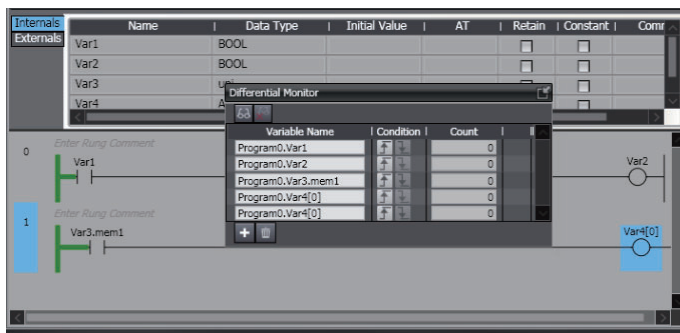 Internals
Externals
Name | Data Type | Initial Value | AT | Retain | Constant | Comr
Var1 BOOL
Var2 BOOL
Var3
Var4 A
Differential Monitor
Variable Name | Condition | Count |
Program0.Var1 0
Program0.Var2 0
Program0.Var3.mem1 0
Program0.Var4[0] 0
Program0.Var4[0] 0
0 Enter Rung Comment
Var1 Var2
1 Enter Rung Comment
Var3.mem1 Var4[0]